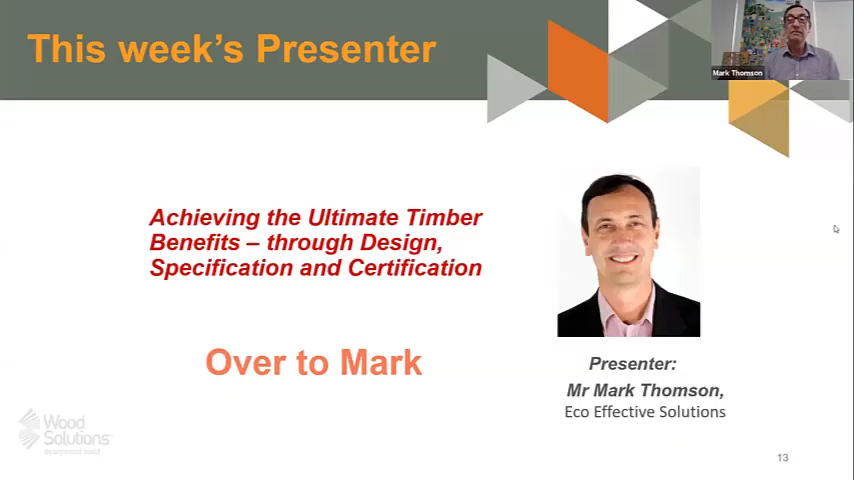 This week's Presenter
Mark Thomson
Achieving the Ultimate Timber
Benefits – through Design,
Specification and Certification
Over to Mark
Presenter:
Mr Mark Thomson,
Eco Effective Solutions
Wood
Solutions
13